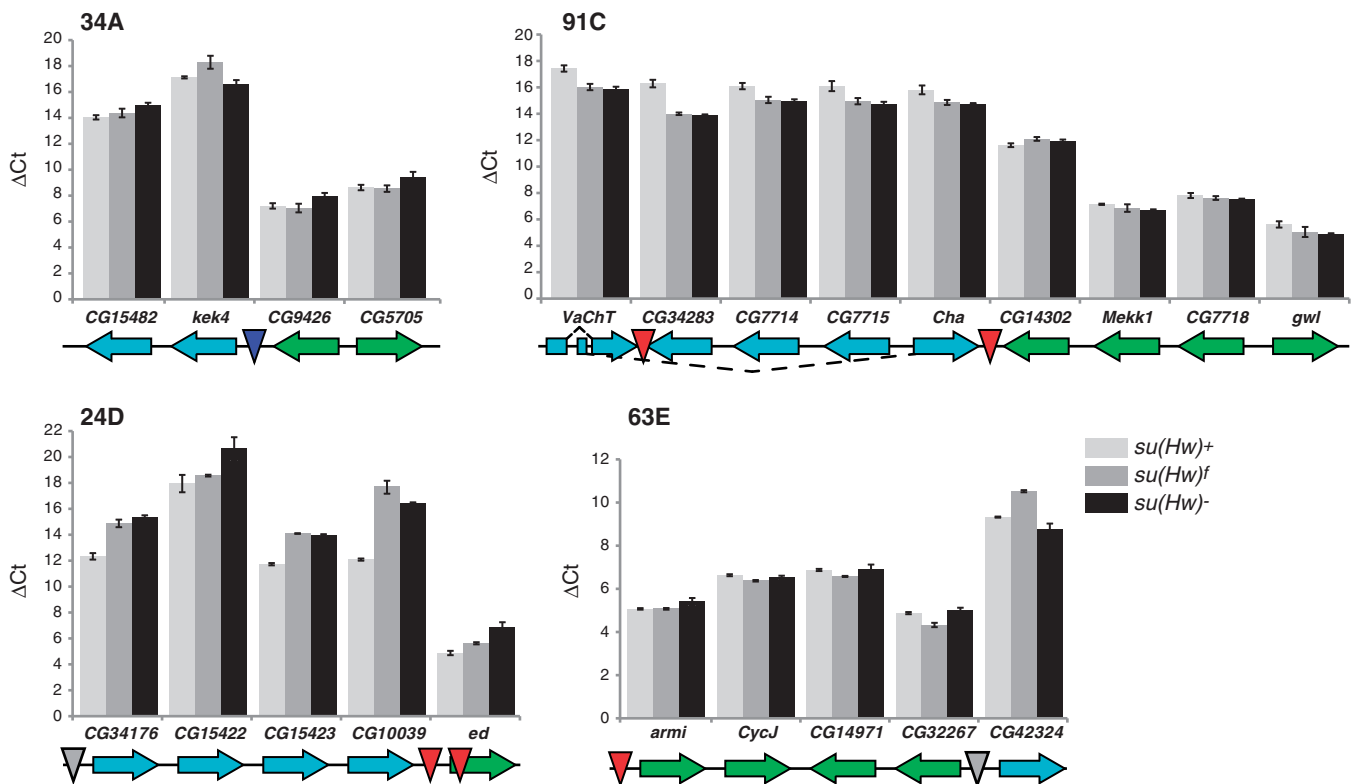 34A
20
18
16
14
12
10
8
6
4
2
0
ΔCt
CG15482 kek4 CG9426 CG5705
91C
20
18
16
14
12
10
8
6
4
2
0
ΔCt
VaChT CG34283 CG7714 CG7715 Cha CG14302 Mekk1 CG7718 gwl
24D
22
20
18
16
14
12
10
8
6
4
2
0
ΔCt
CG34176 CG15422 CG15423 CG10039 ed
63E
12
10
8
6
4
2
0
ΔCt
armi CycJ CG14971 CG32267 CG42324
su(Hw)+
su(Hw)f
su(Hw)-